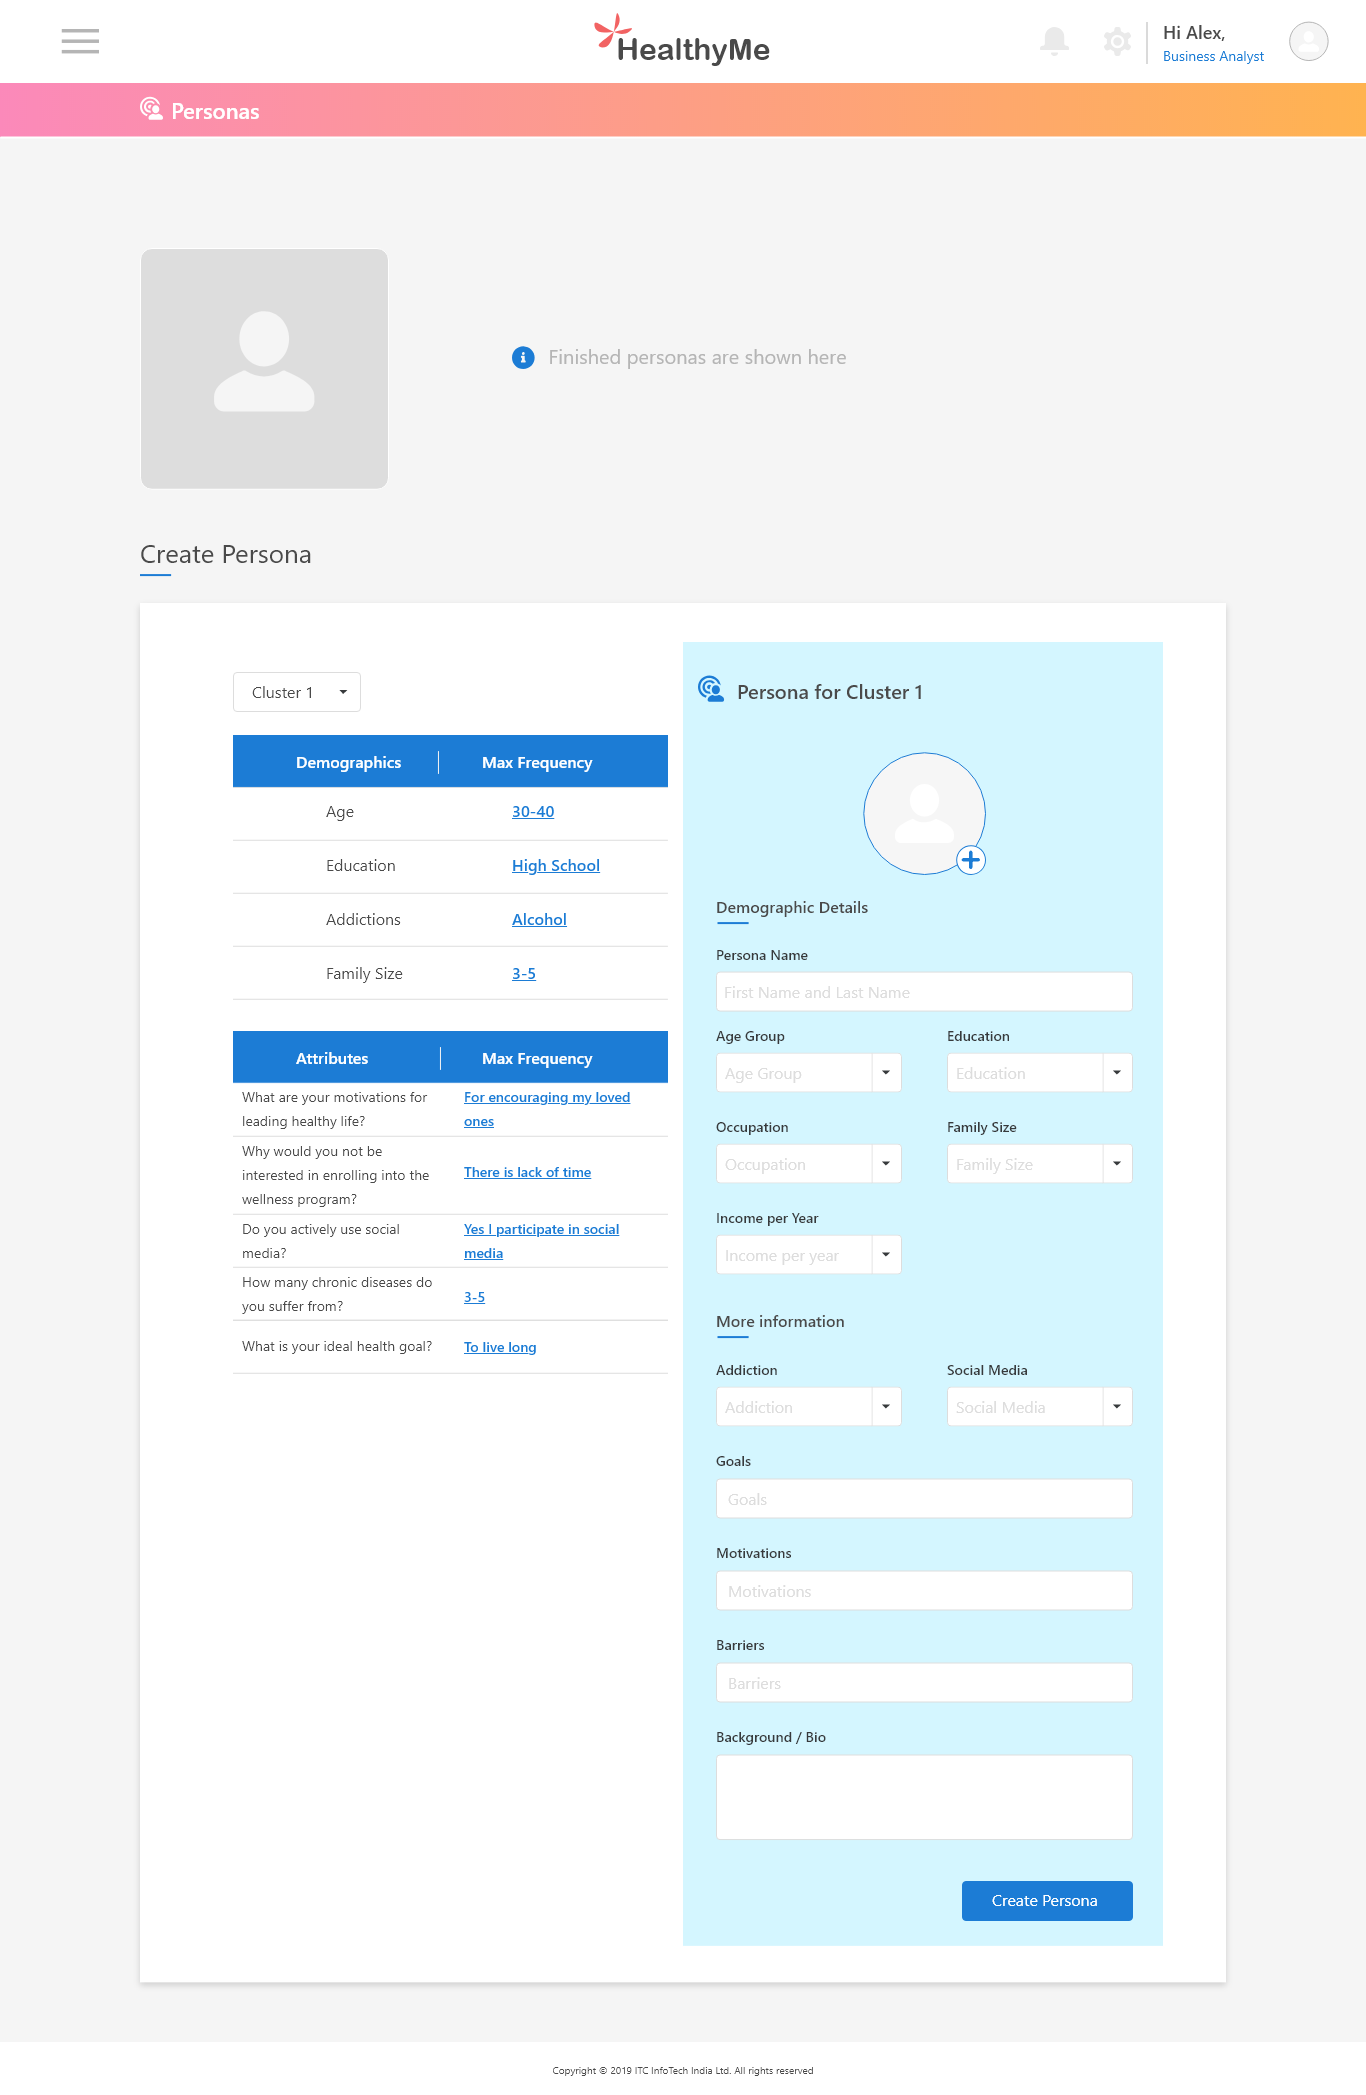 HealthyMe
Hi Alex,
Business Analyst
Personas
Finished personas are shown here
Create Persona
Cluster 1
Demographics Max Frequency
Age 30-40
Education High School
Addictions Alcohol
Family Size 3-5
Attributes Max Frequency
What are your motivations for
leading healthy life?
For encouraging my loved
ones
Why would you not be
interested in enrolling into the
wellness program?
There is lack of time
Do you actively use social
media?
Yes I participate in social
media
How many chronic diseases do
you suffer from?
3-5
What is your ideal health goal? To live long
Persona for Cluster 1
Demographic Details
Persona Name
First Name and Last Name
Age Group Education
Age Group Education
Occupation Family Size
Occupation Family Size
Income per Year
Income per year
More information
Addiction Social Media
Addiction Social Media
Goals
Goals
Motivations
Motivations
Barriers
Barriers
Background / Bio
Create Persona
Copyright © 2019 ITC InfoTech India Ltd. All rights reserved